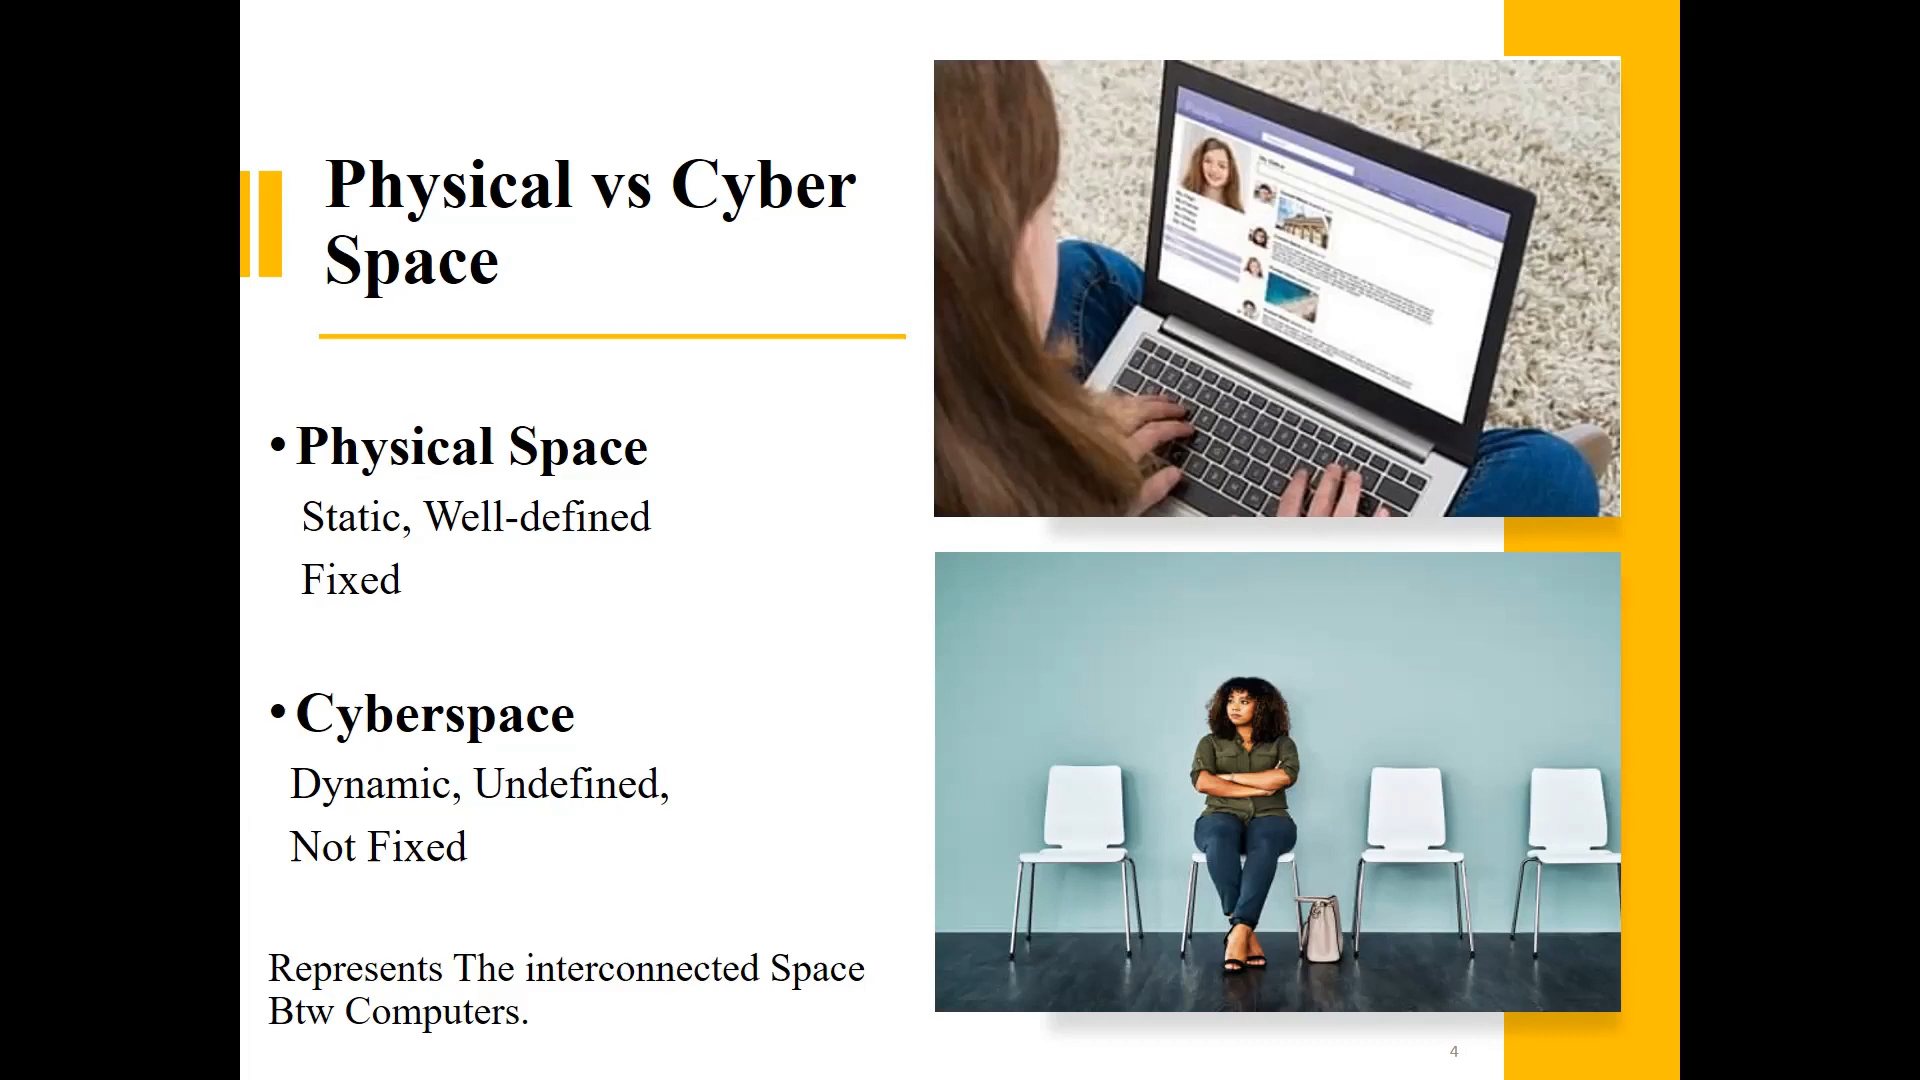 Physical vs Cyber
Space
• Physical Space
Static, Well-defined
Fixed
• Cyberspace
Dynamic, Undefined,
Not Fixed
Represents The interconnected Space
Btw Computers.
4